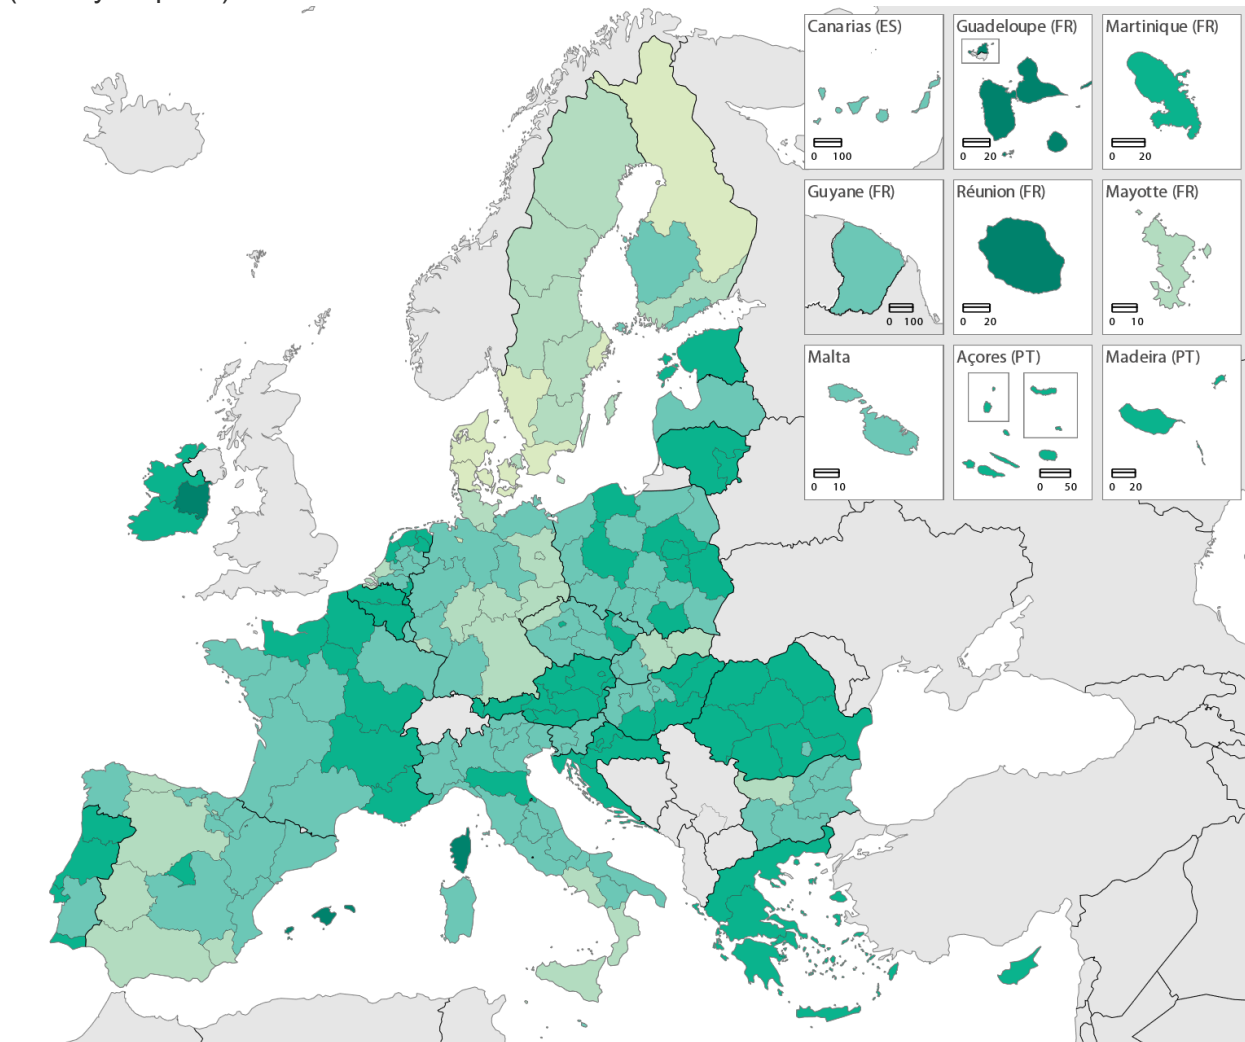 Canarias (ES)
0 100
Guadeloupe (FR)
0 20
Martinique (FR)
0 20
Guyane (FR)
0 100
Réunion (FR)
0 20
Mayotte (FR)
0 10
Malta
0 10
Açores (PT)
0 50
Madeira (PT)
0 20